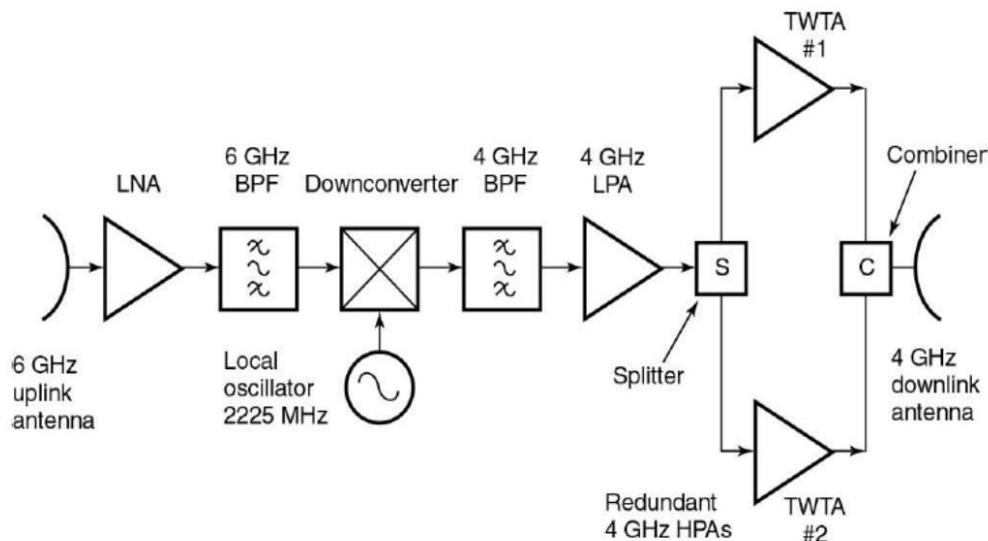 TWTA
#1
Combiner
6 GHz
BPF
Downconverter
4 GHz
BPF
4 GHz
LPA
LNA
S
C
6 GHz
uplink
antenna
Local
oscillator
2225 MHz
Splitter
4 GHz
downlink
antenna
Redundant
4 GHz HPAs
TWTA
#2